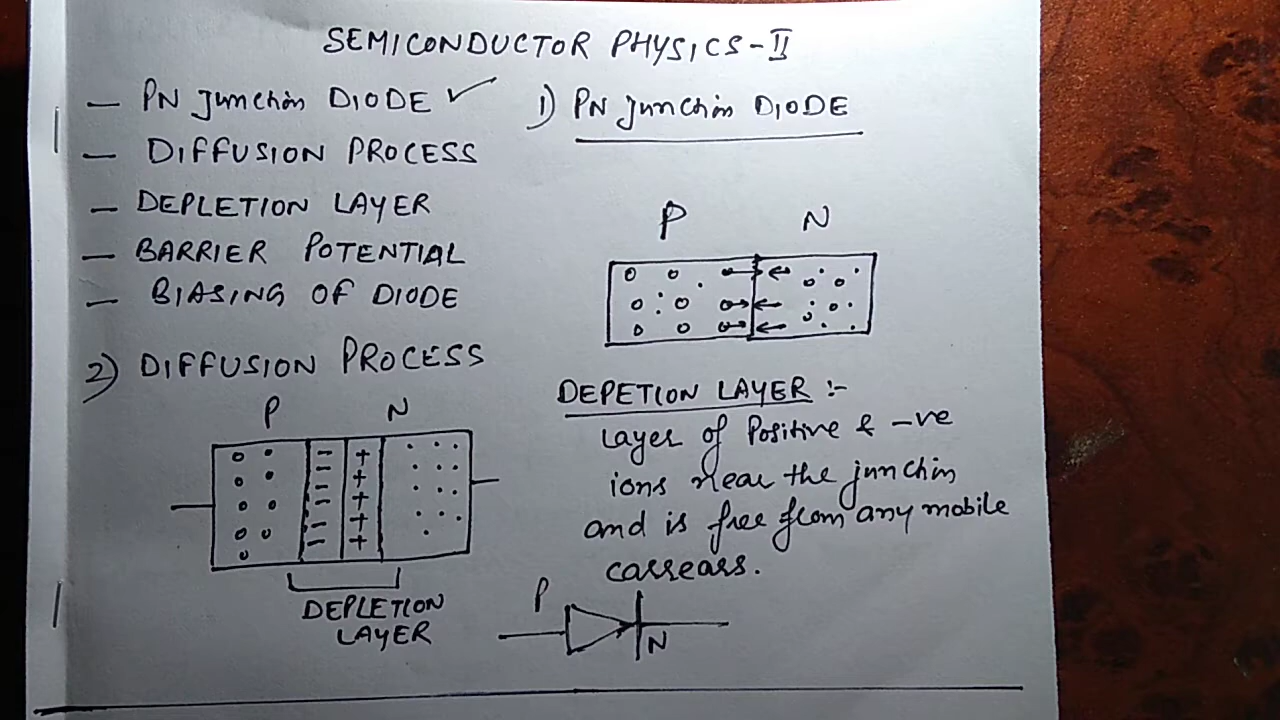 SEMICONDUCTOR PHYSICS-II
- PN Junction DIODE ✓
- DIFFUSION PROCESS
- DEPLETION LAYER
- BARRIER POTENTIAL
- BIASING OF DIODE
1) PN Junction DIODE
P N
2) DIFFUSION PROCESS
P N
- +
- +
- +
- +
- +
DEPLETION
LAYER
DEPETION LAYER :-
Layer of Positive & -ve
ions near the junction
and is free from any mobile
carrears.
P
N